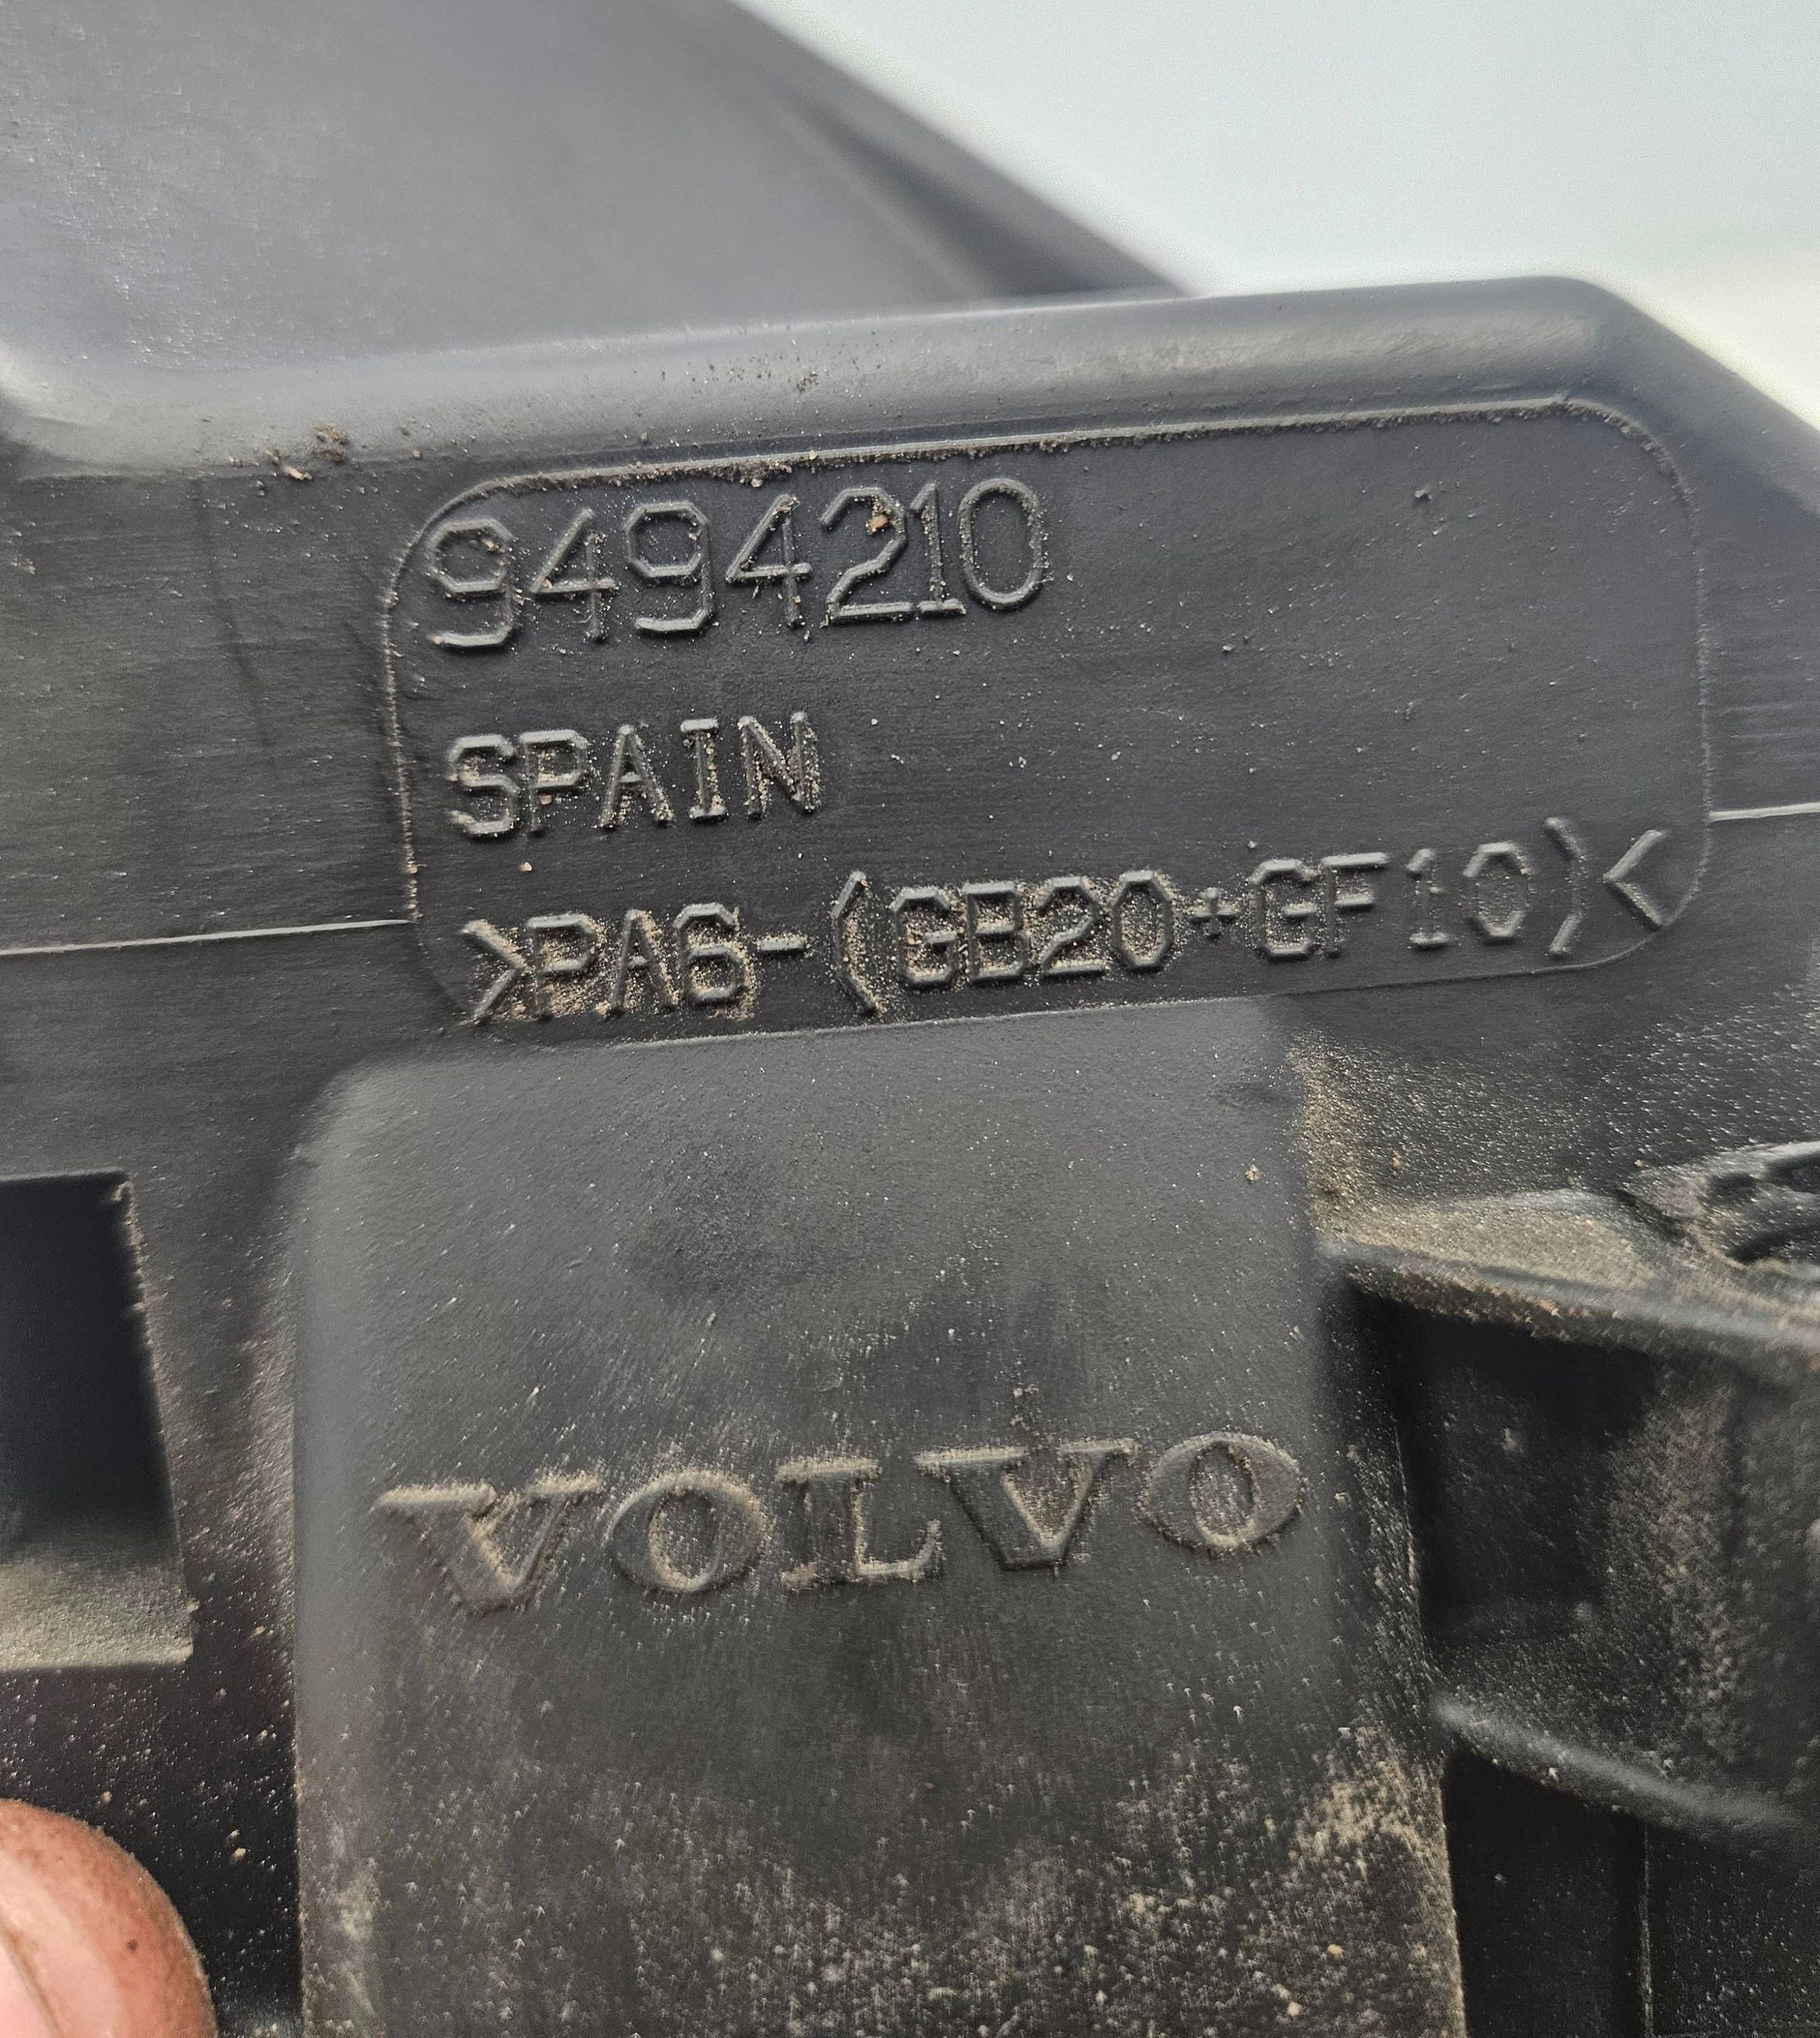 9494210
SPAIN
>PA6-(GB20+GF10)<
VOLVO